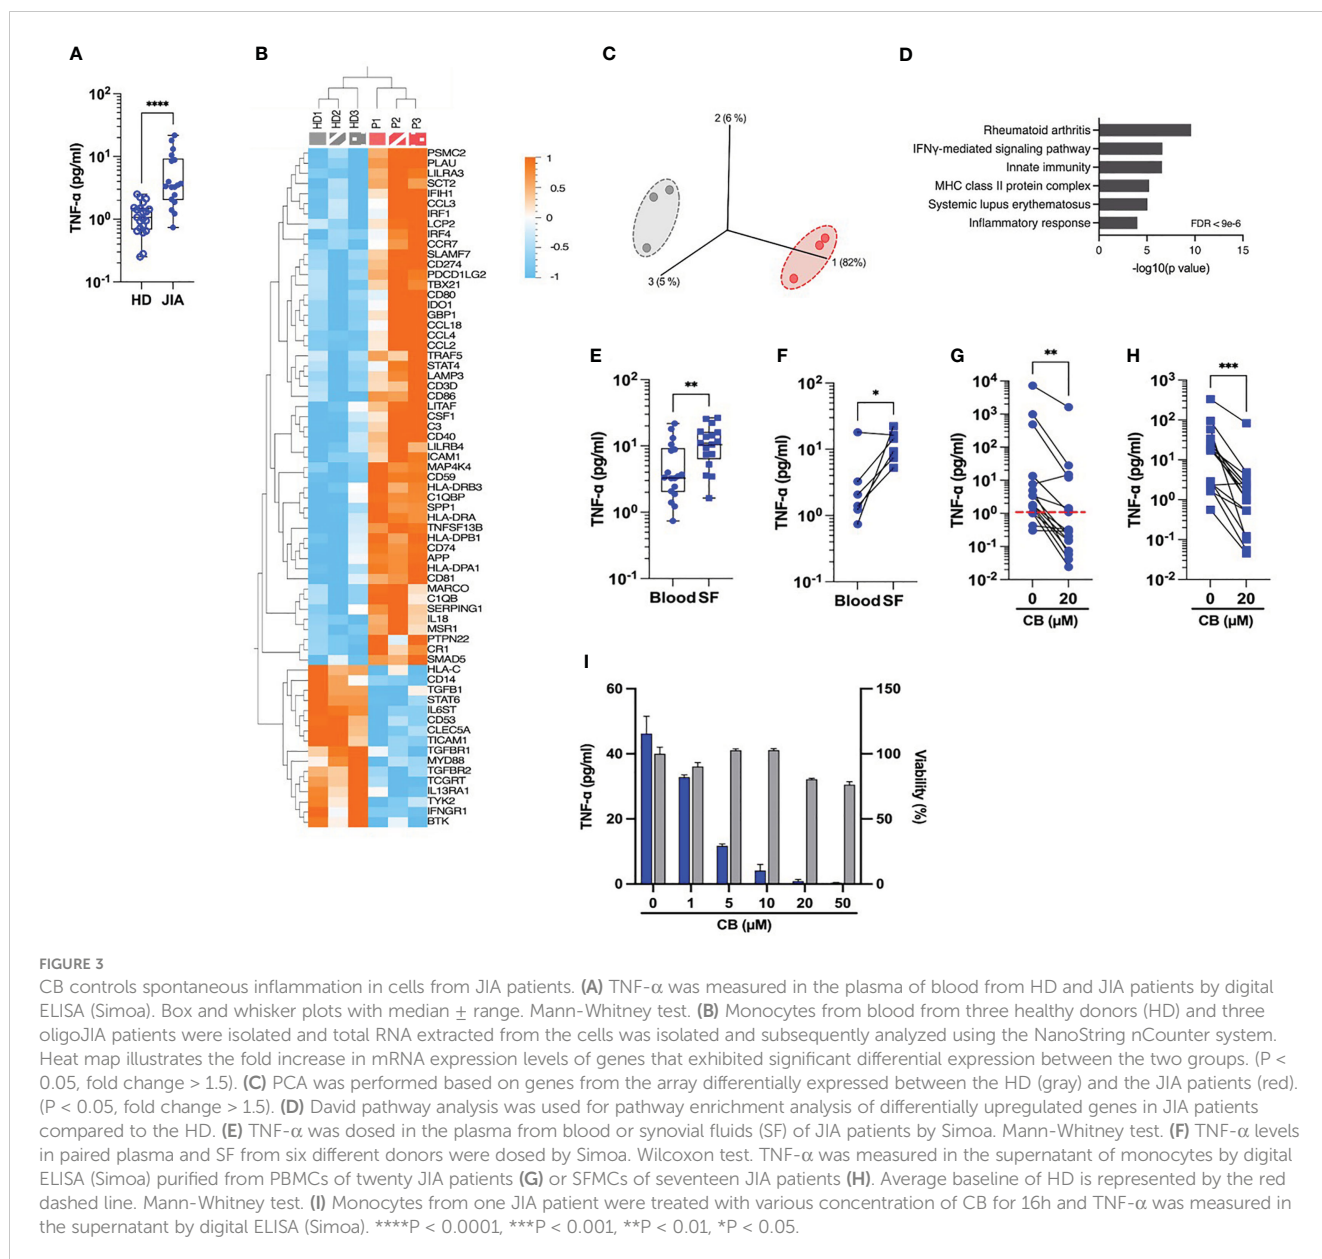 A
TNF-α (pg/ml)
10²
10¹
10⁰
10⁻¹
****
HD JIA
B
HD1
HD2
HD3
P1
P2
P3
PSMC2
PLAU
LILRA3
SCT2
IFIH1
CCL3
IRF1
LCP2
IRF4
CCR7
SLAMF7
CD274
PDCD1LG2
TBX21
CD80
IDO1
GBP1
CCL18
CCL4
CCL2
TRAF5
STAT4
LAMP3
CD3D
CD86
LITAF
CSF1
C3
CD40
LILRB4
ICAM1
MAP4K4
CD59
HLA-DRB3
C1QBP
SPP1
HLA-DRA
TNFSF13B
HLA-DPB1
CD74
APP
HLA-DPA1
CD81
MARCO
C1QB
SERPING1
IL18
MSR1
PTPN22
CR1
SMAD5
HLA-C
CD14
TGFB1
STAT6
IL6ST
CD53
CLEC5A
TICAM1
TGFBR1
MYD88
TGFBR2
TCGRT
IL13RA1
TYK2
IFNGR1
BTK
1
0.5
0
-0.5
-1
C
2 (6 %)
1 (82%)
3 (5 %)
D
Rheumatoid arthritis
IFNγ-mediated signaling pathway
Innate immunity
MHC class II protein complex
Systemic lupus erythematosus
Inflammatory response
FDR < 9e-6
0 5 10 15
-log10(p value)
E
TNF-α (pg/ml)
10²
10¹
10⁰
10⁻¹
**
Blood SF
F
TNF-α (pg/ml)
10²
10¹
10⁰
10⁻¹
*
Blood SF
G
TNF-α (pg/ml)
10⁴
10³
10²
10¹
10⁰
10⁻¹
10⁻²
**
0 20
CB (µM)
H
TNF-α (pg/ml)
10³
10²
10¹
10⁰
10⁻¹
10⁻²
***
0 20
CB (µM)
I
TNF-α (pg/ml)
60
40
20
0
150
100
50
0
Viability (%)
0 1 5 10 20 50
CB (µM)
FIGURE 3
CB controls spontaneous inflammation in cells from JIA patients. (A) TNF-α was measured in the plasma of blood from HD and JIA patients by digital
ELISA (Simoa). Box and whisker plots with median ± range. Mann-Whitney test. (B) Monocytes from blood from three healthy donors (HD) and three
oligoJIA patients were isolated and total RNA extracted from the cells was isolated and subsequently analyzed using the NanoString nCounter system.
Heat map illustrates the fold increase in mRNA expression levels of genes that exhibited significant differential expression between the two groups. (P <
0.05, fold change > 1.5). (C) PCA was performed based on genes from the array differentially expressed between the HD (gray) and the JIA patients (red).
(P < 0.05, fold change > 1.5). (D) David pathway analysis was used for pathway enrichment analysis of differentially upregulated genes in JIA patients
compared to the HD. (E) TNF-α was dosed in the plasma from blood or synovial fluids (SF) of JIA patients by Simoa. Mann-Whitney test. (F) TNF-α levels
in paired plasma and SF from six different donors were dosed by Simoa. Wilcoxon test. TNF-α was measured in the supernatant of monocytes by digital
ELISA (Simoa) purified from PBMCs of twenty JIA patients (G) or SFMCs of seventeen JIA patients (H). Average baseline of HD is represented by the red
dashed line. Mann-Whitney test. (I) Monocytes from one JIA patient were treated with various concentration of CB for 16h and TNF-α was measured in
the supernatant by digital ELISA (Simoa). ****P < 0.0001, ***P < 0.001, **P < 0.01, *P < 0.05.